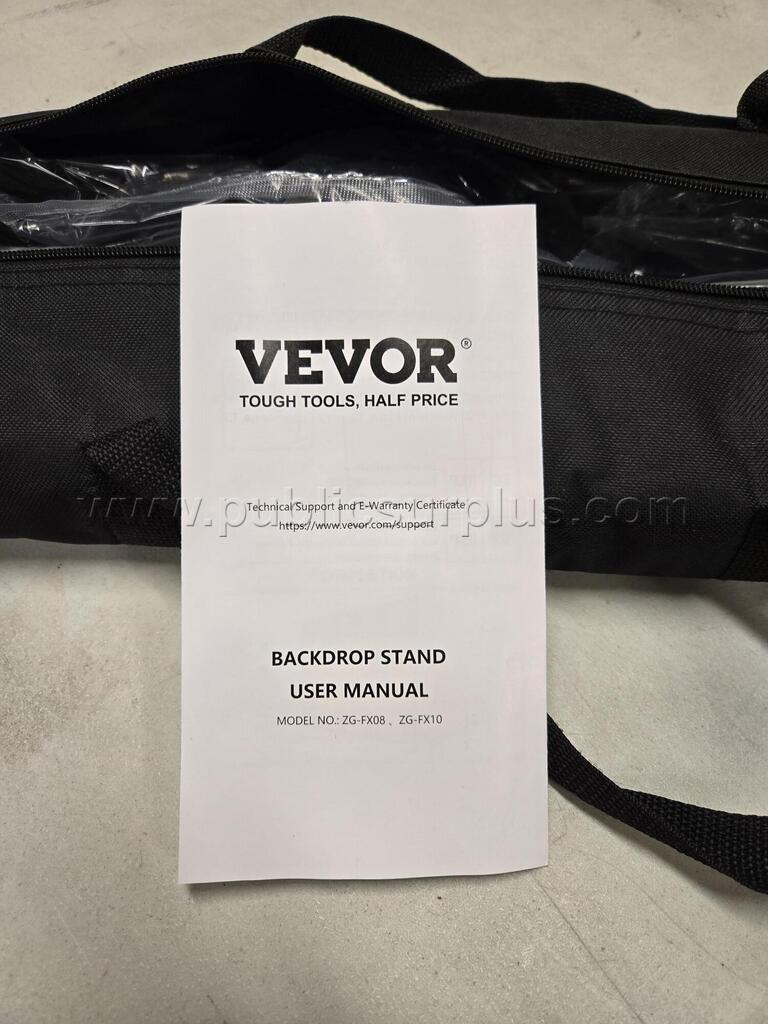 VEVOR®
TOUGH TOOLS, HALF PRICE
www.publicsurplus.com
Technical Support and E-Warranty Certificate
https://www.vevor.com/support
BACKDROP STAND
USER MANUAL
MODEL NO.: ZG-FX08 、 ZG-FX10